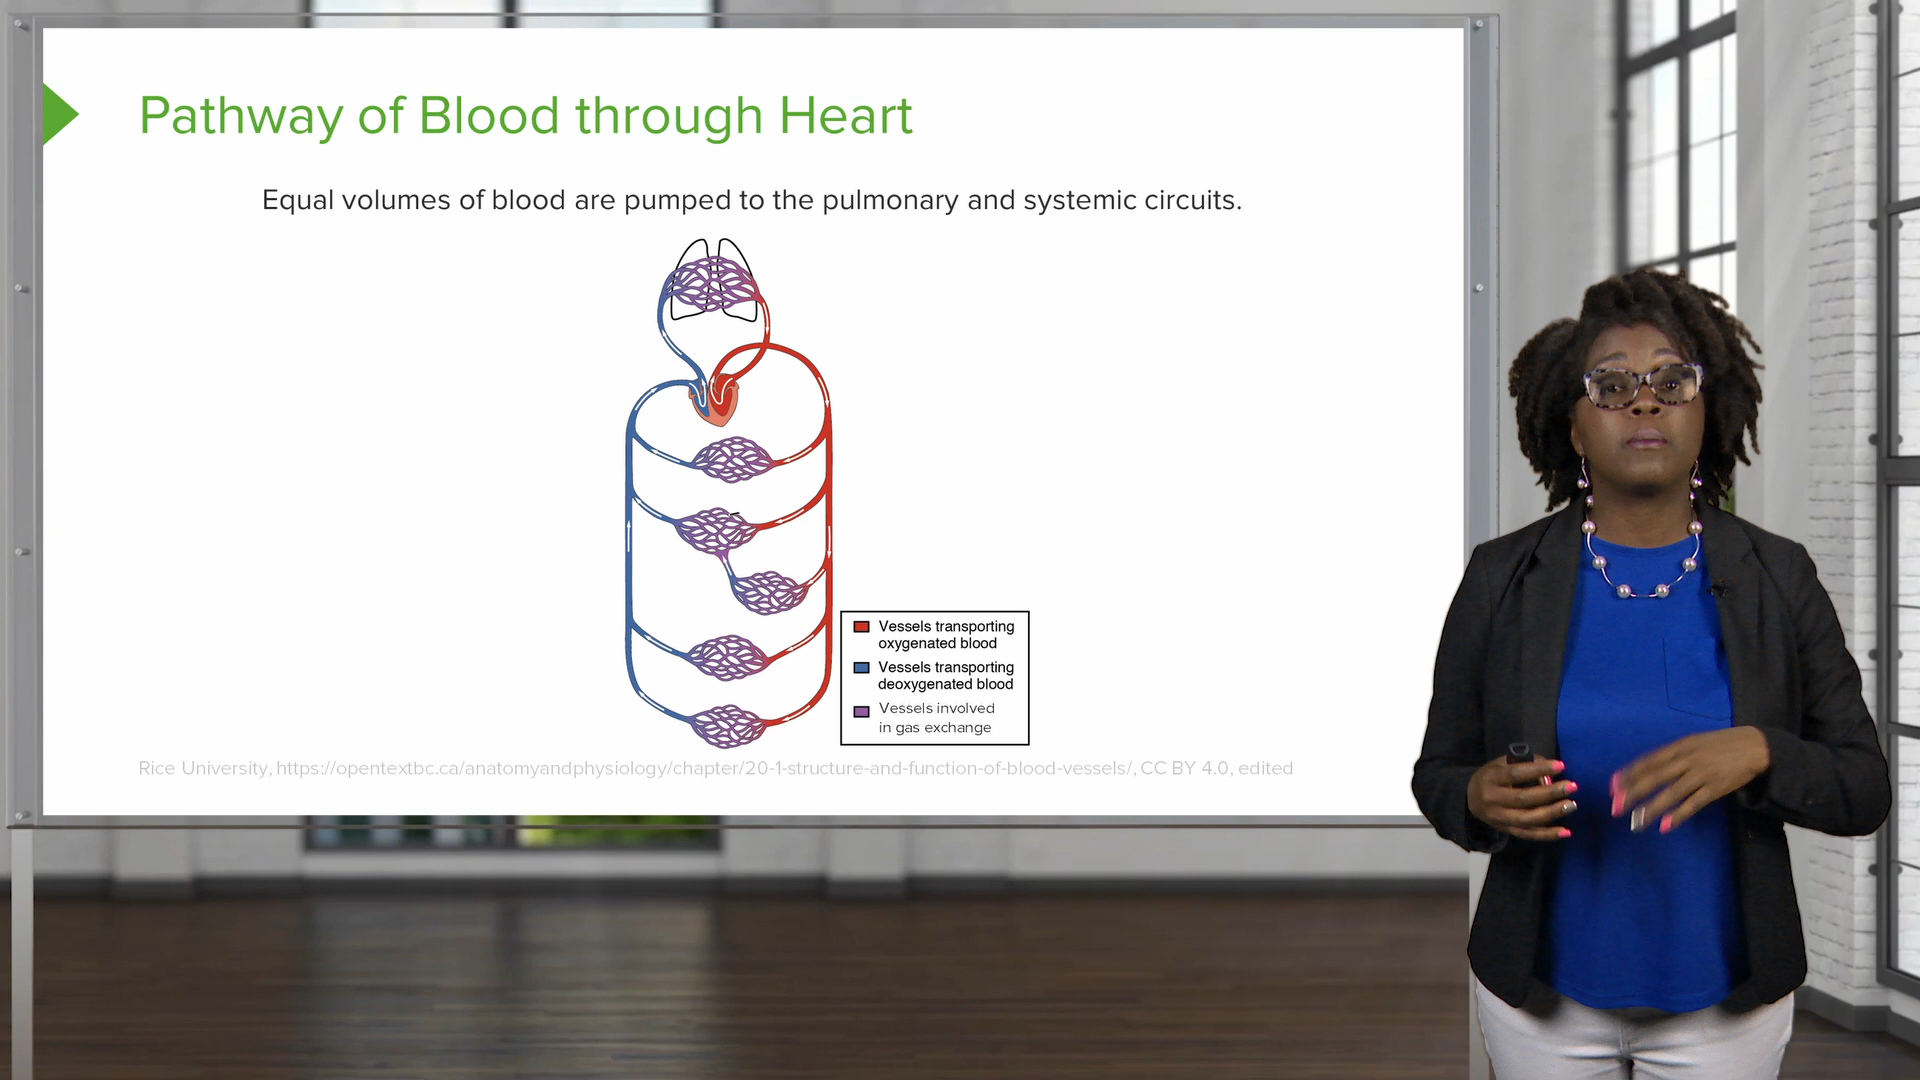 Pathway of Blood through Heart
Equal volumes of blood are pumped to the pulmonary and systemic circuits.
Vessels transporting
oxygenated blood
Vessels transporting
deoxygenated blood
Vessels involved
in gas exchange
Rice University, https://opentextbc.ca/anatomyandphysiology/chapter/20-1-structure-and-function-of-blood-vessels/, CC BY 4.0, edited